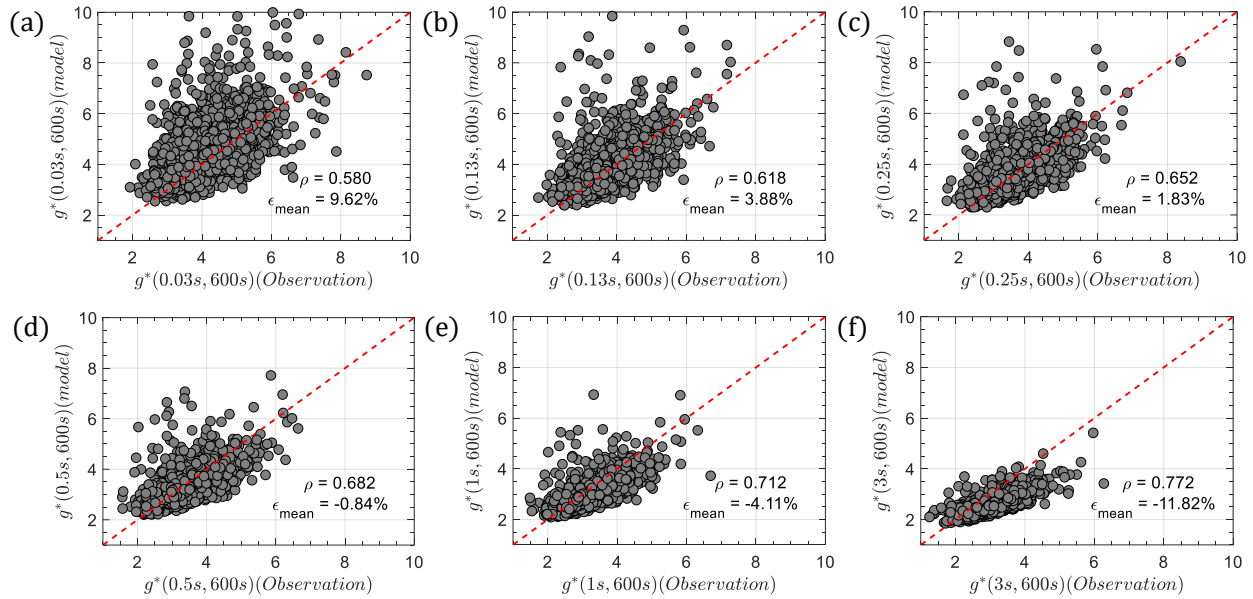 (a)
10
8
6
4
2
g*(0.03s, 600s)(model)
ρ = 0.580
ϵmean = 9.62%
2 4 6 8 10
g*(0.03s, 600s)(Observation)
(b)
10
8
6
4
2
g*(0.13s, 600s)(model)
ρ = 0.618
ϵmean = 3.88%
2 4 6 8 10
g*(0.13s, 600s)(Observation)
(c)
10
8
6
4
2
g*(0.25s, 600s)(model)
ρ = 0.652
ϵmean = 1.83%
2 4 6 8 10
g*(0.25s, 600s)(Observation)
(d)
10
8
6
4
2
g*(0.5s, 600s)(model)
ρ = 0.682
ϵmean = -0.84%
2 4 6 8 10
g*(0.5s, 600s)(Observation)
(e)
10
8
6
4
2
g*(1s, 600s)(model)
ρ = 0.712
ϵmean = -4.11%
2 4 6 8 10
g*(1s, 600s)(Observation)
(f)
10
8
6
4
2
g*(3s, 600s)(model)
ρ = 0.772
ϵmean = -11.82%
2 4 6 8 10
g*(3s, 600s)(Observation)